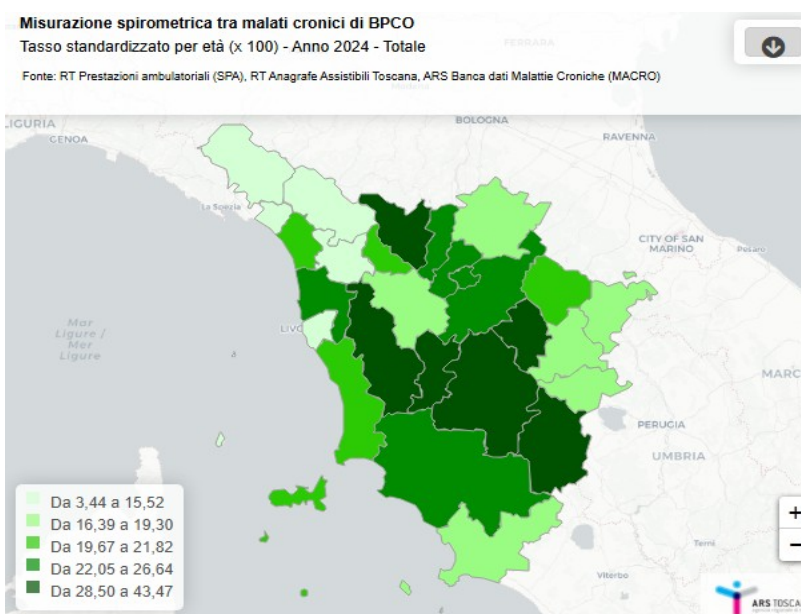 Misurazione spirometrica tra malati cronici di BPCO
Tasso standardizzato per età (x 100) - Anno 2024 - Totale
Fonte: RT Prestazioni ambulatoriali (SPA), RT Anagrafe Assistibili Toscana, ARS Banca dati Malattie Croniche (MACRO)
FERRARA
LIGURIA
GENOA
BOLOGNA
RAVENNA
La Spezia
CITY OF SAN
MARINO
Pesaro
Mar
Ligure /
Mer
Ligure
LIVO
MARC
PERUGIA
UMBRIA
Terni
Viterbo
Da 3,44 a 15,52
Da 16,39 a 19,30
Da 19,67 a 21,82
Da 22,05 a 26,64
Da 28,50 a 43,47
+
−
ARS TOSCA